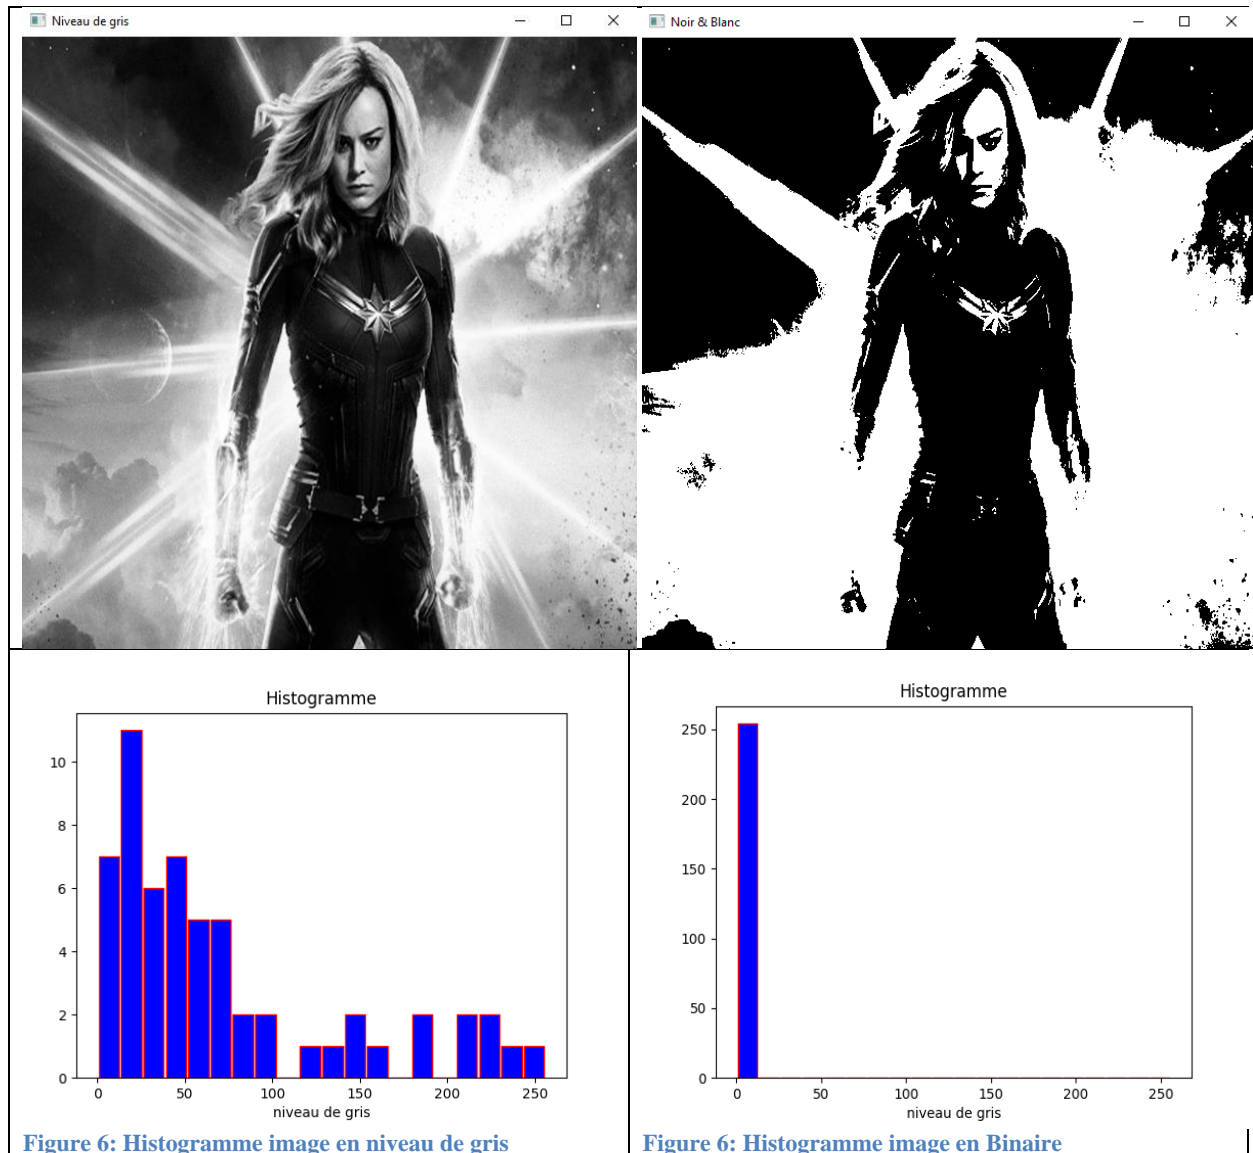 Niveau de gris
Noir & Blanc
Histogramme
10
8
6
4
2
0
0 50 100 150 200 250
niveau de gris
Figure 6: Histogramme image en niveau de gris
Histogramme
250
200
150
100
50
0
0 50 100 150 200 250
niveau de gris
Figure 6: Histogramme image en Binaire